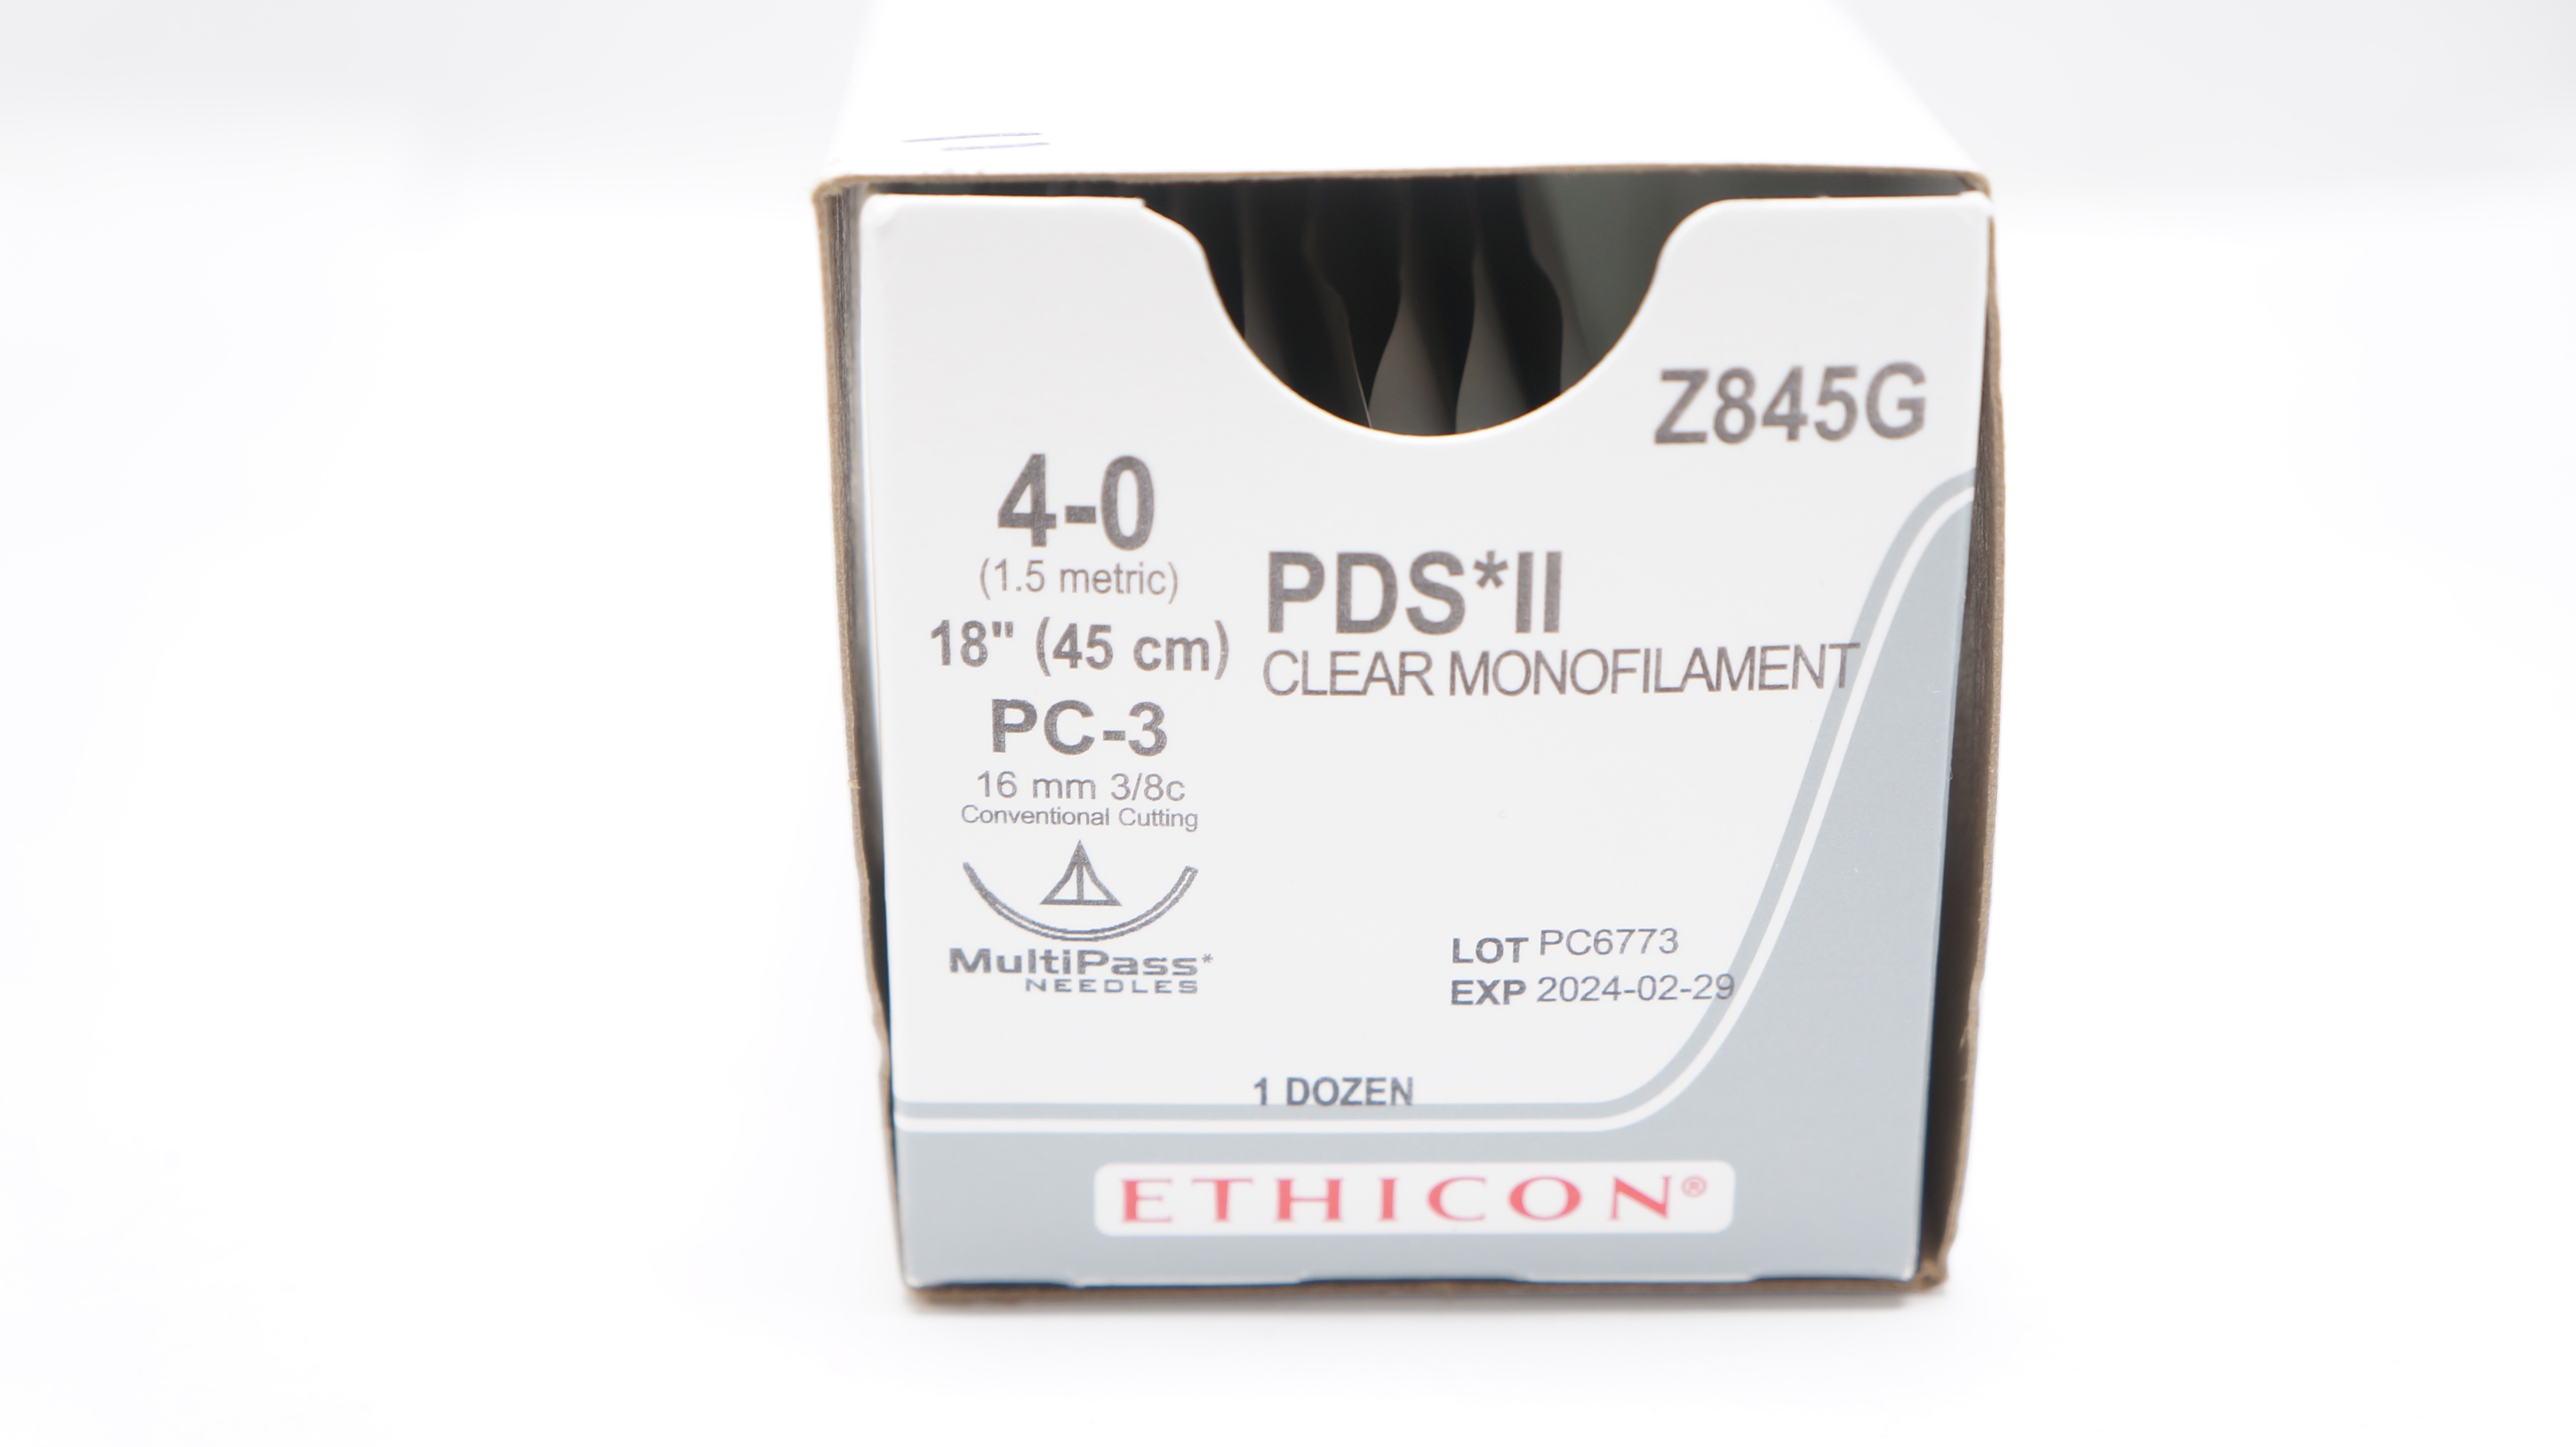 Z845G
4-0
(1.5 metric)
18" (45 cm)
PC-3
16 mm 3/8c
Conventional Cutting
MultiPass*
NEEDLES
PDS*II
CLEAR MONOFILAMENT
LOT PC6773
EXP 2024-02-29
1 DOZEN
ETHICON®